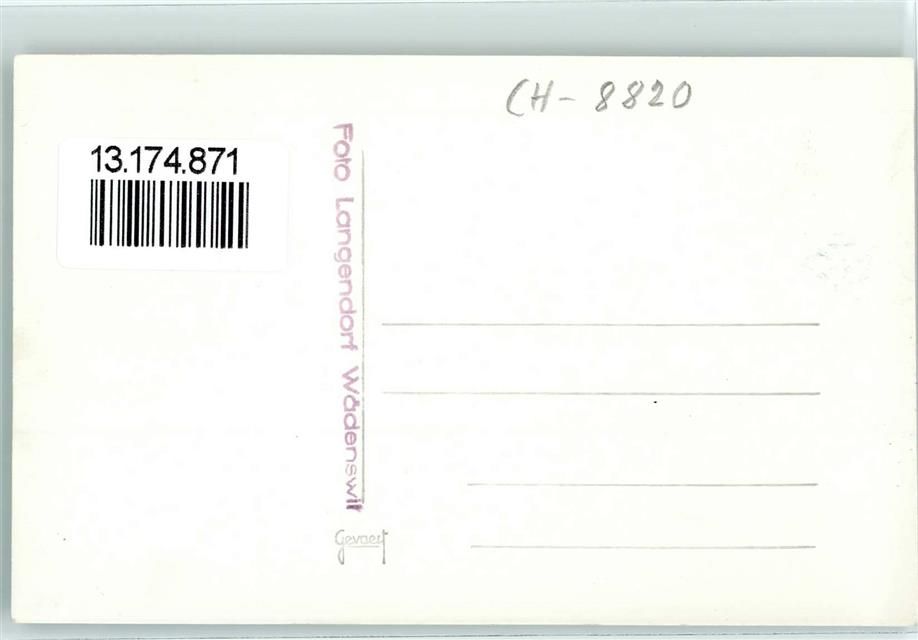 CH-8820
13.174.871
Foto Langendorf Wädenswil
Gevaert